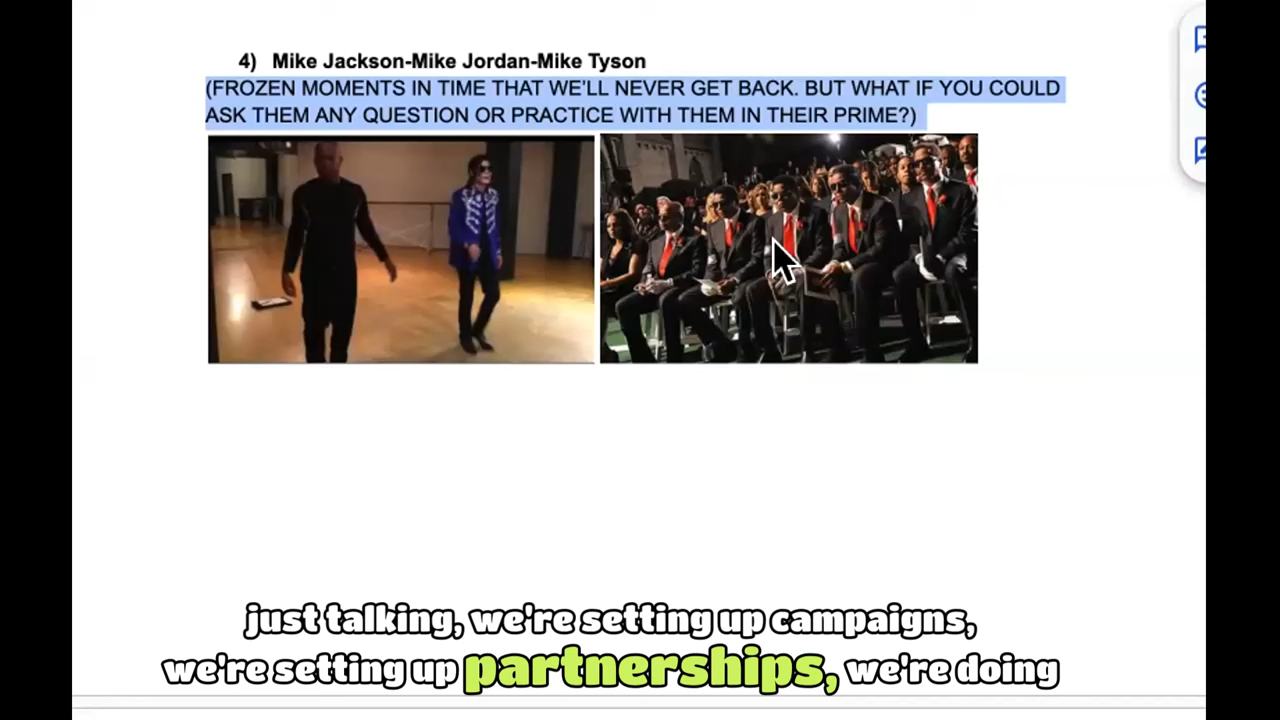 4) Mike Jackson-Mike Jordan-Mike Tyson
(FROZEN MOMENTS IN TIME THAT WE'LL NEVER GET BACK. BUT WHAT IF YOU COULD
ASK THEM ANY QUESTION OR PRACTICE WITH THEM IN THEIR PRIME?)
just talking, we're setting up campaigns,
we're setting up partnerships, we're doing